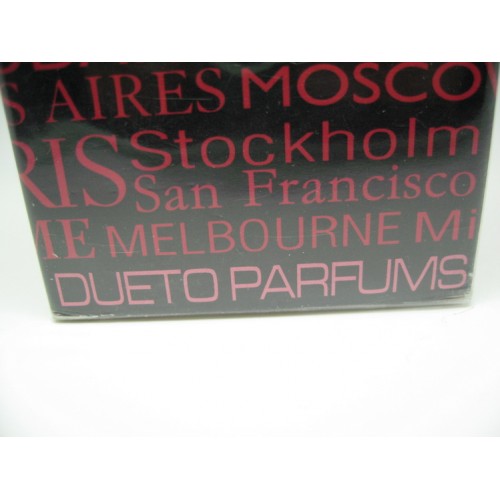 S AIRES MOSCO
RIS Stockholm
San Francisco
ME MELBOURNE Mi
DUETO PARFUMS